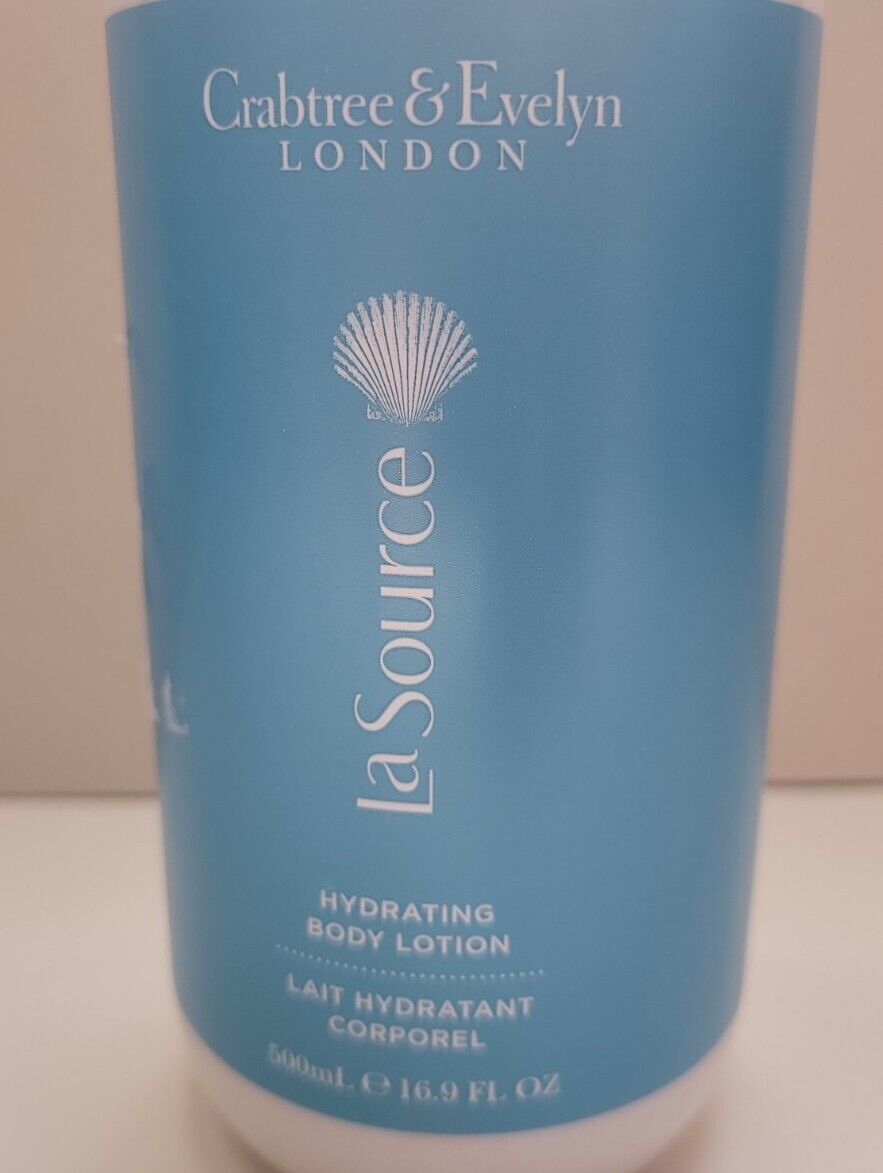 Crabtree & Evelyn
LONDON
La Source
HYDRATING
BODY LOTION
LAIT HYDRATANT
CORPOREL
500mL ℮ 16.9 FL OZ